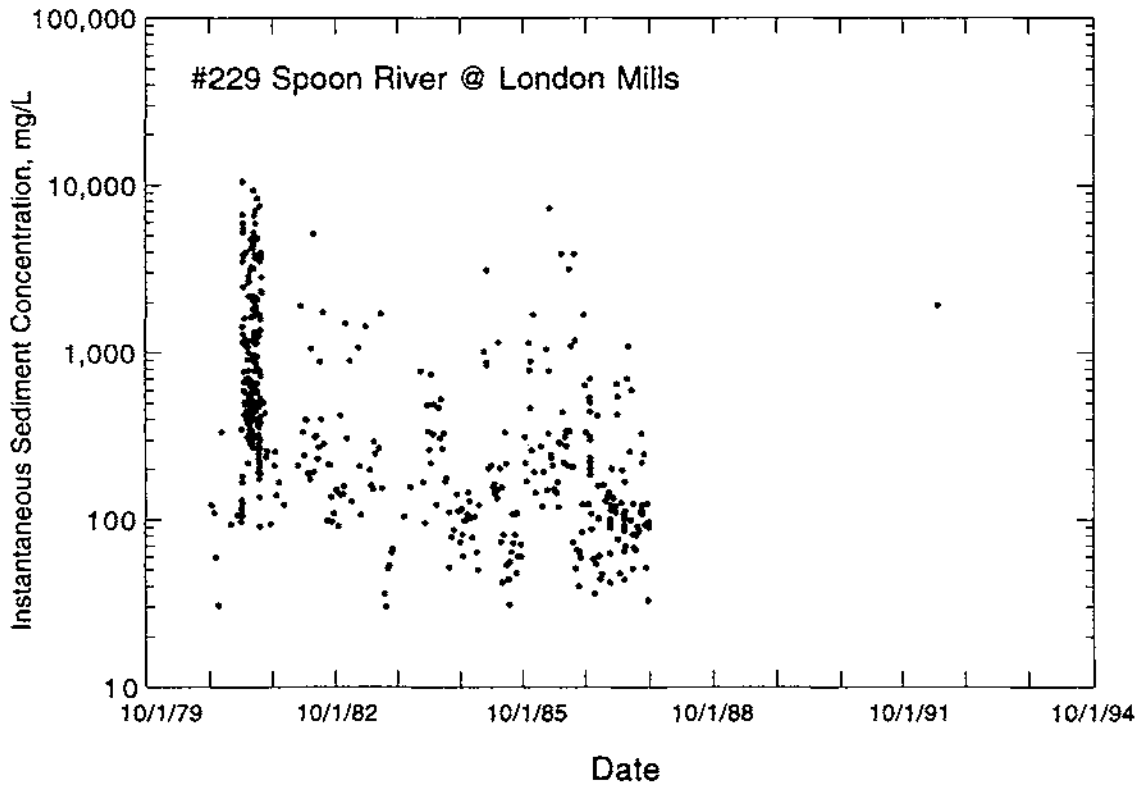 100,000
#229 Spoon River @ London Mills
10,000
1,000
100
10
Instantaneous Sediment Concentration, mg/L
10/1/79 10/1/82 10/1/85 10/1/88 10/1/91 10/1/94
Date